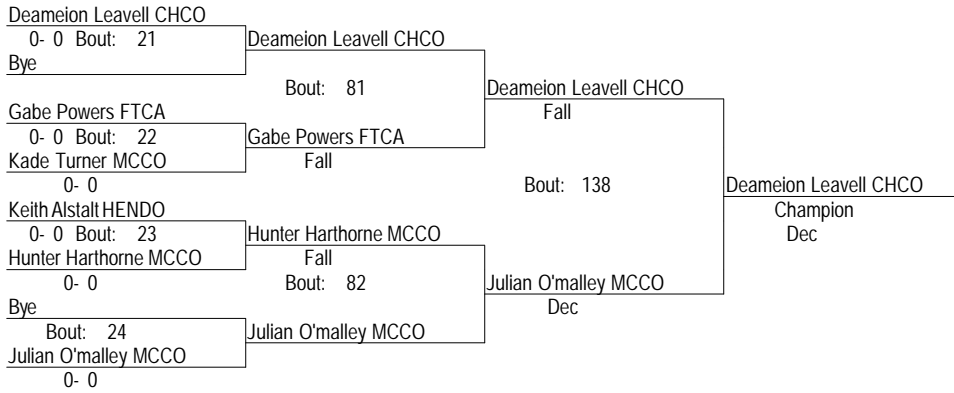 Deameion Leavell CHCO
0- 0 Bout: 21
Deameion Leavell CHCO
Bye
Bout: 81
Deameion Leavell CHCO
Gabe Powers FTCA
Fall
0- 0 Bout: 22
Gabe Powers FTCA
Kade Turner MCCO
Fall
0- 0
Bout: 138
Deameion Leavell CHCO
Keith Alstalt HENDO
Champion
0- 0 Bout: 23
Hunter Harthorne MCCO
Dec
Hunter Harthorne MCCO
Fall
0- 0
Bout: 82
Julian O'malley MCCO
Bye
Dec
Bout: 24
Julian O'malley MCCO
Julian O'malley MCCO
0- 0